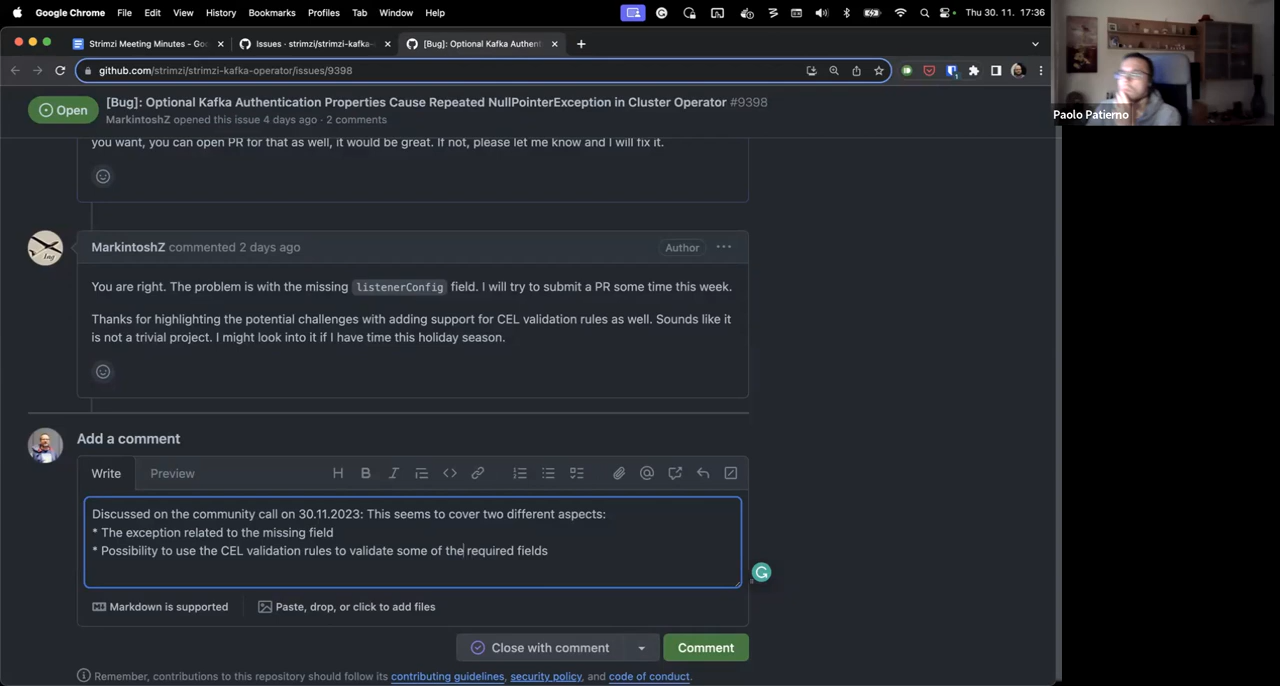 Google Chrome File Edit View History Bookmarks Profiles Tab Window Help Thu 30. 11. 17:36
Strimzi Meeting Minutes - Goo
Issues · strimzi/strimzi-kafka-
[Bug]: Optional Kafka Authent
github.com/strimzi/strimzi-kafka-operator/issues/9398
Open
[Bug]: Optional Kafka Authentication Properties Cause Repeated NullPointerException in Cluster Operator #9398
MarkintoshZ opened this issue 4 days ago · 2 comments
Paolo Patierno
you want, you can open PR for that as well, it would be great. If not, please let me know and I will fix it.
MarkintoshZ commented 2 days ago
Author
You are right. The problem is with the missing listenerConfig field. I will try to submit a PR some time this week.
Thanks for highlighting the potential challenges with adding support for CEL validation rules as well. Sounds like it
is not a trivial project. I might look into it if I have time this holiday season.
Add a comment
Write Preview
Discussed on the community call on 30.11.2023: This seems to cover two different aspects:
* The exception related to the missing field
* Possibility to use the CEL validation rules to validate some of the required fields
Markdown is supported
Paste, drop, or click to add files
Close with comment
Comment
Remember, contributions to this repository should follow its contributing guidelines, security policy, and code of conduct.